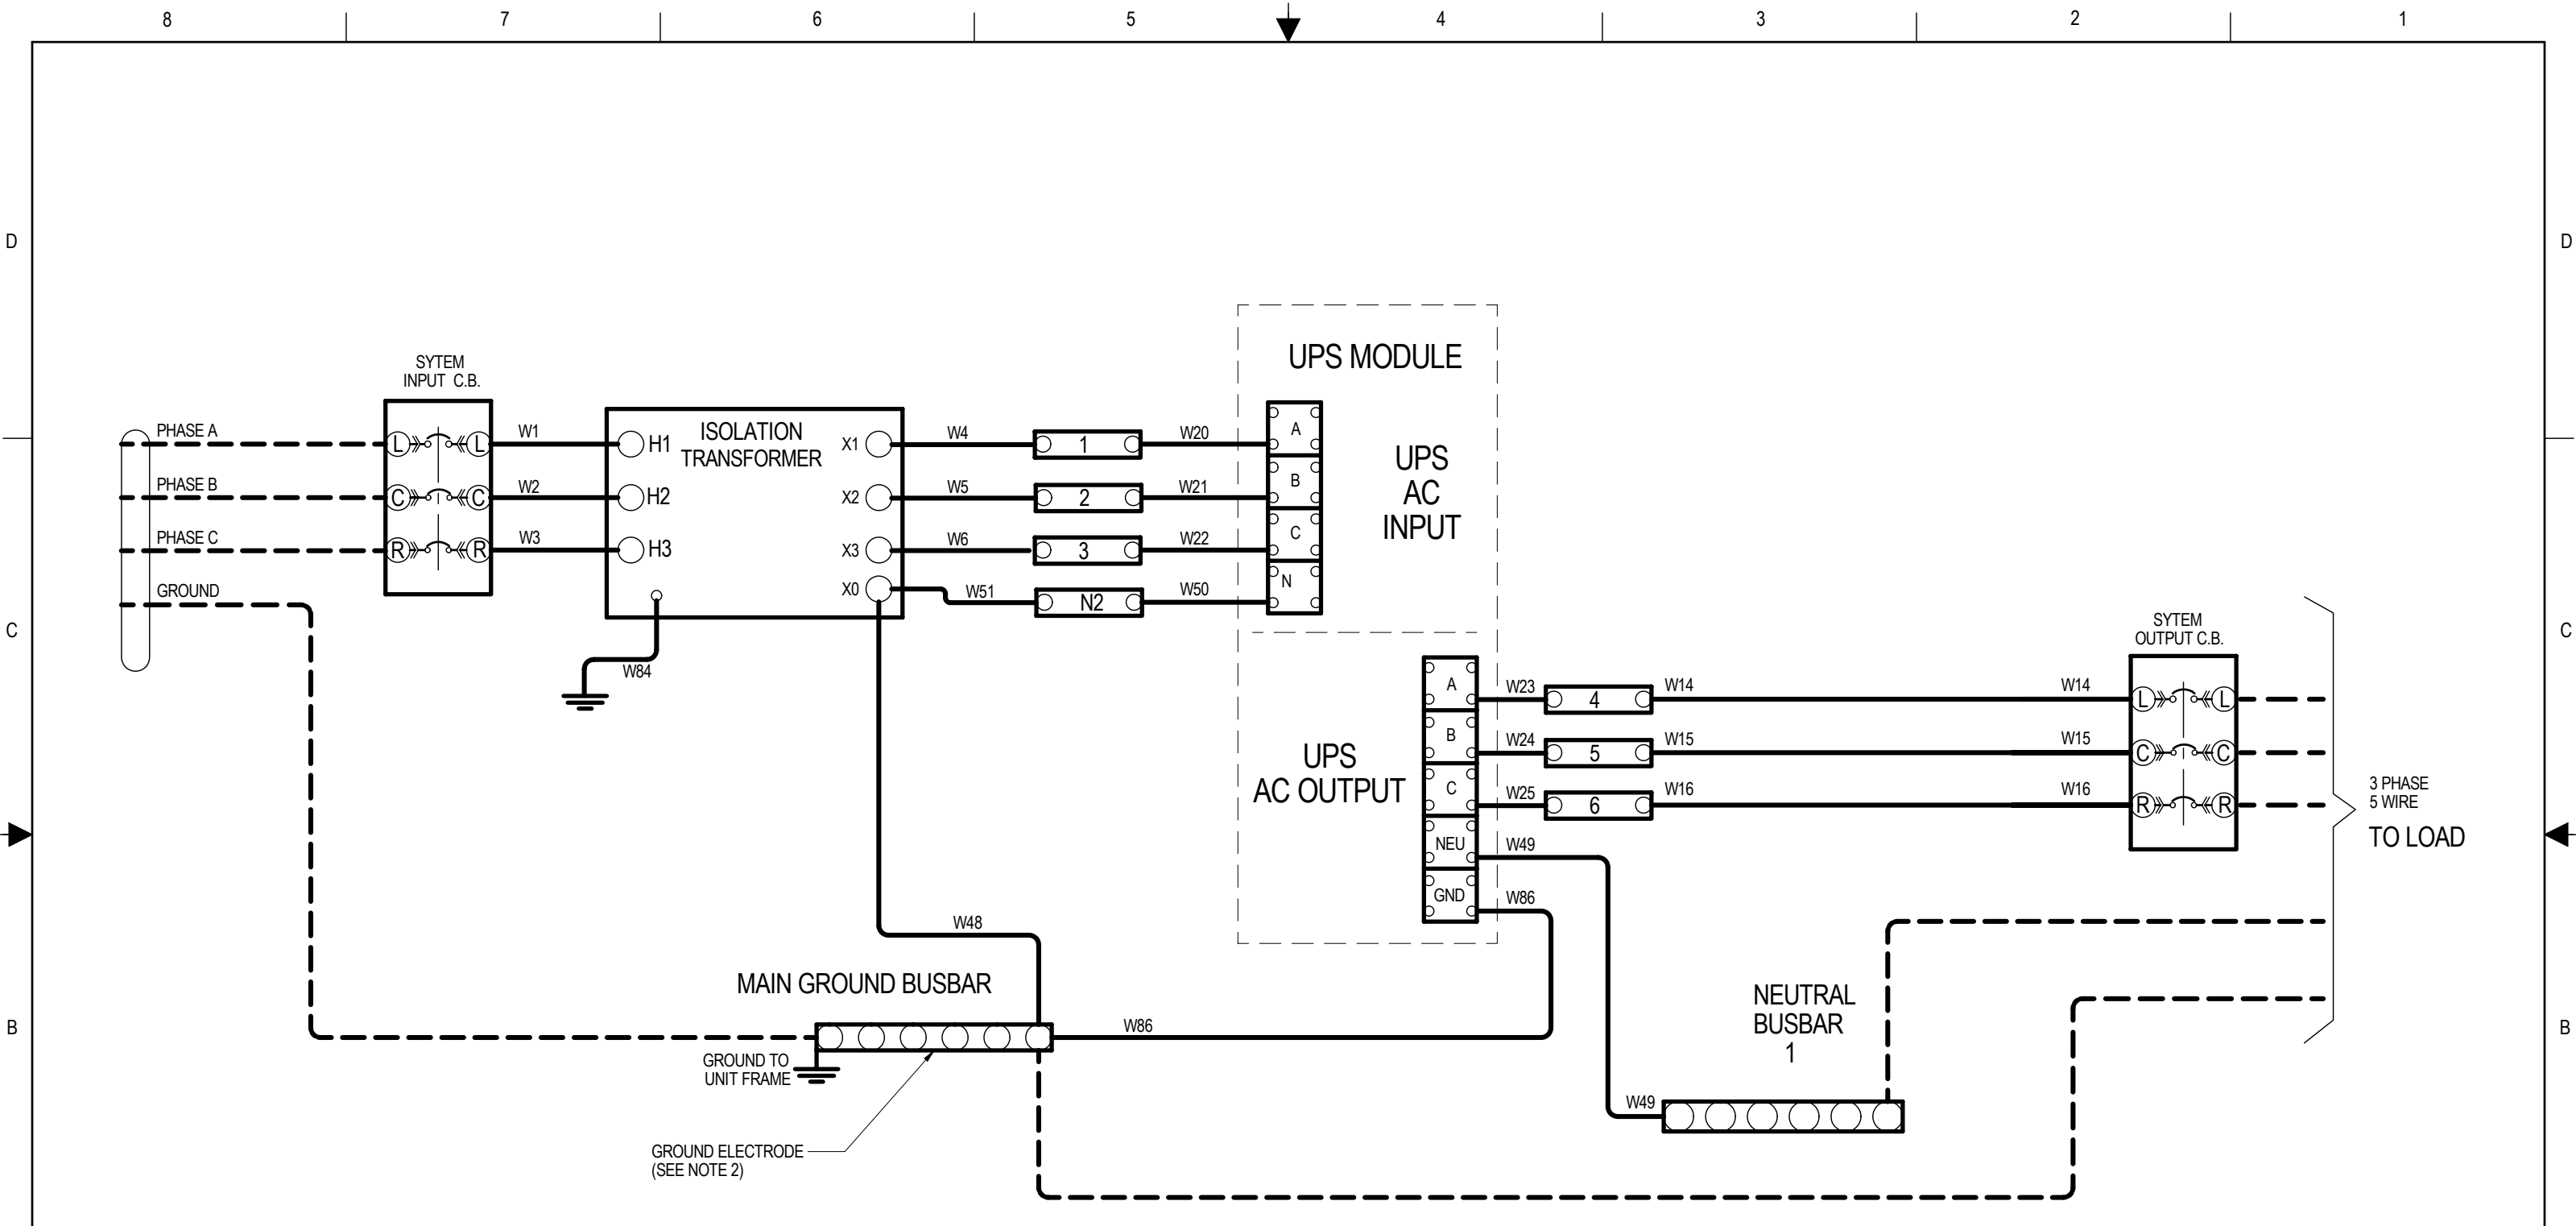 8 7 6 5 4 3 2 1
D D
SYTEM
INPUT C.B.
PHASE A
PHASE B
PHASE C
GROUND
L L
C C
R R
W1
W2
W3
ISOLATION
TRANSFORMER
H1
H2
H3
X1
X2
X3
X0
W84
W4 1 W20
W5 2 W21
W6 3 W22
W51 N2 W50
UPS MODULE
A
B
C
N
UPS
AC
INPUT
C C
UPS
AC OUTPUT
A
B
C
NEU
GND
W23 4 W14 W14
W24 5 W15 W15
W25 6 W16 W16
W49
W86
SYTEM
OUTPUT C.B.
L L
C C
R R
3 PHASE
5 WIRE
TO LOAD
W48
MAIN GROUND BUSBAR
W86
B B
GROUND TO
UNIT FRAME
GROUND ELECTRODE
(SEE NOTE 2)
NEUTRAL
BUSBAR
1
W49